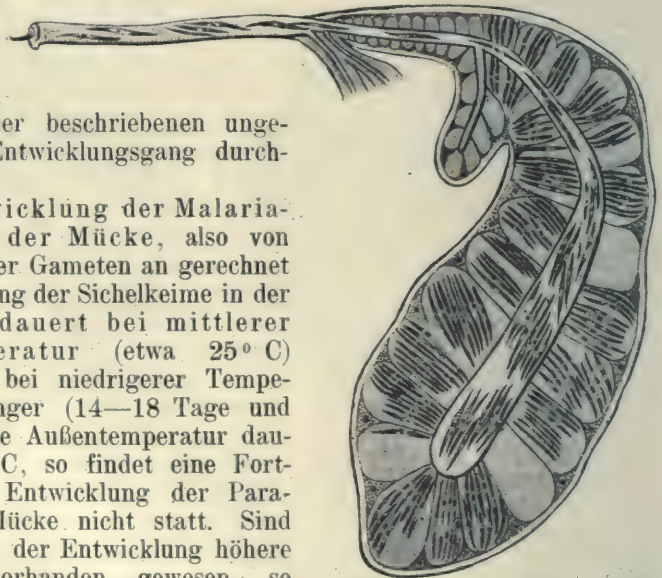 er beschriebenen unge-
Entwicklungsgang durch-
icklung der Malaria-
der Mücke, also von
er Gameten an gerechnet
ng der Sichelkeime in der
dauert bei mittlerer
eratur (etwa 25° C)
bei niedrigerer Tempe-
nger (14—18 Tage und
e Außentemperatur dau-
C, so findet eine Fort-
Entwicklung der Para-
Mücke nicht statt. Sind
der Entwicklung höhere
orhanden gewesen, so